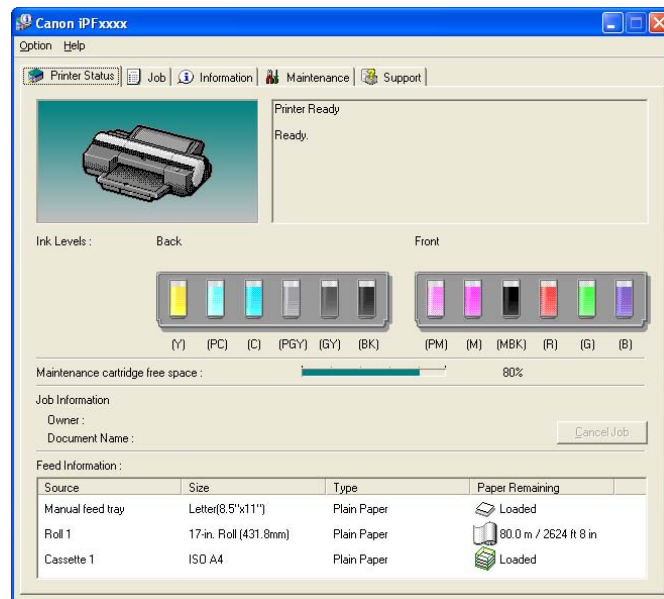 Canon iPFxxxx
Option Help
Printer Status Job Information Maintenance Support
Printer Ready
Ready.
Ink Levels : Back Front
(Y) (PC) (C) (PGY) (GY) (BK) (PM) (M) (MBK) (R) (G) (B)
Maintenance cartridge free space : 80%
Job Information
Owner :
Document Name :
Cancel Job
Feed Information :
Source Size Type Paper Remaining
Manual feed tray Letter(8.5"x11") Plain Paper Loaded
Roll 1 17-in. Roll (431.8mm) Plain Paper 80.0 m / 2624 ft 8 in
Cassette 1 ISO A4 Plain Paper Loaded